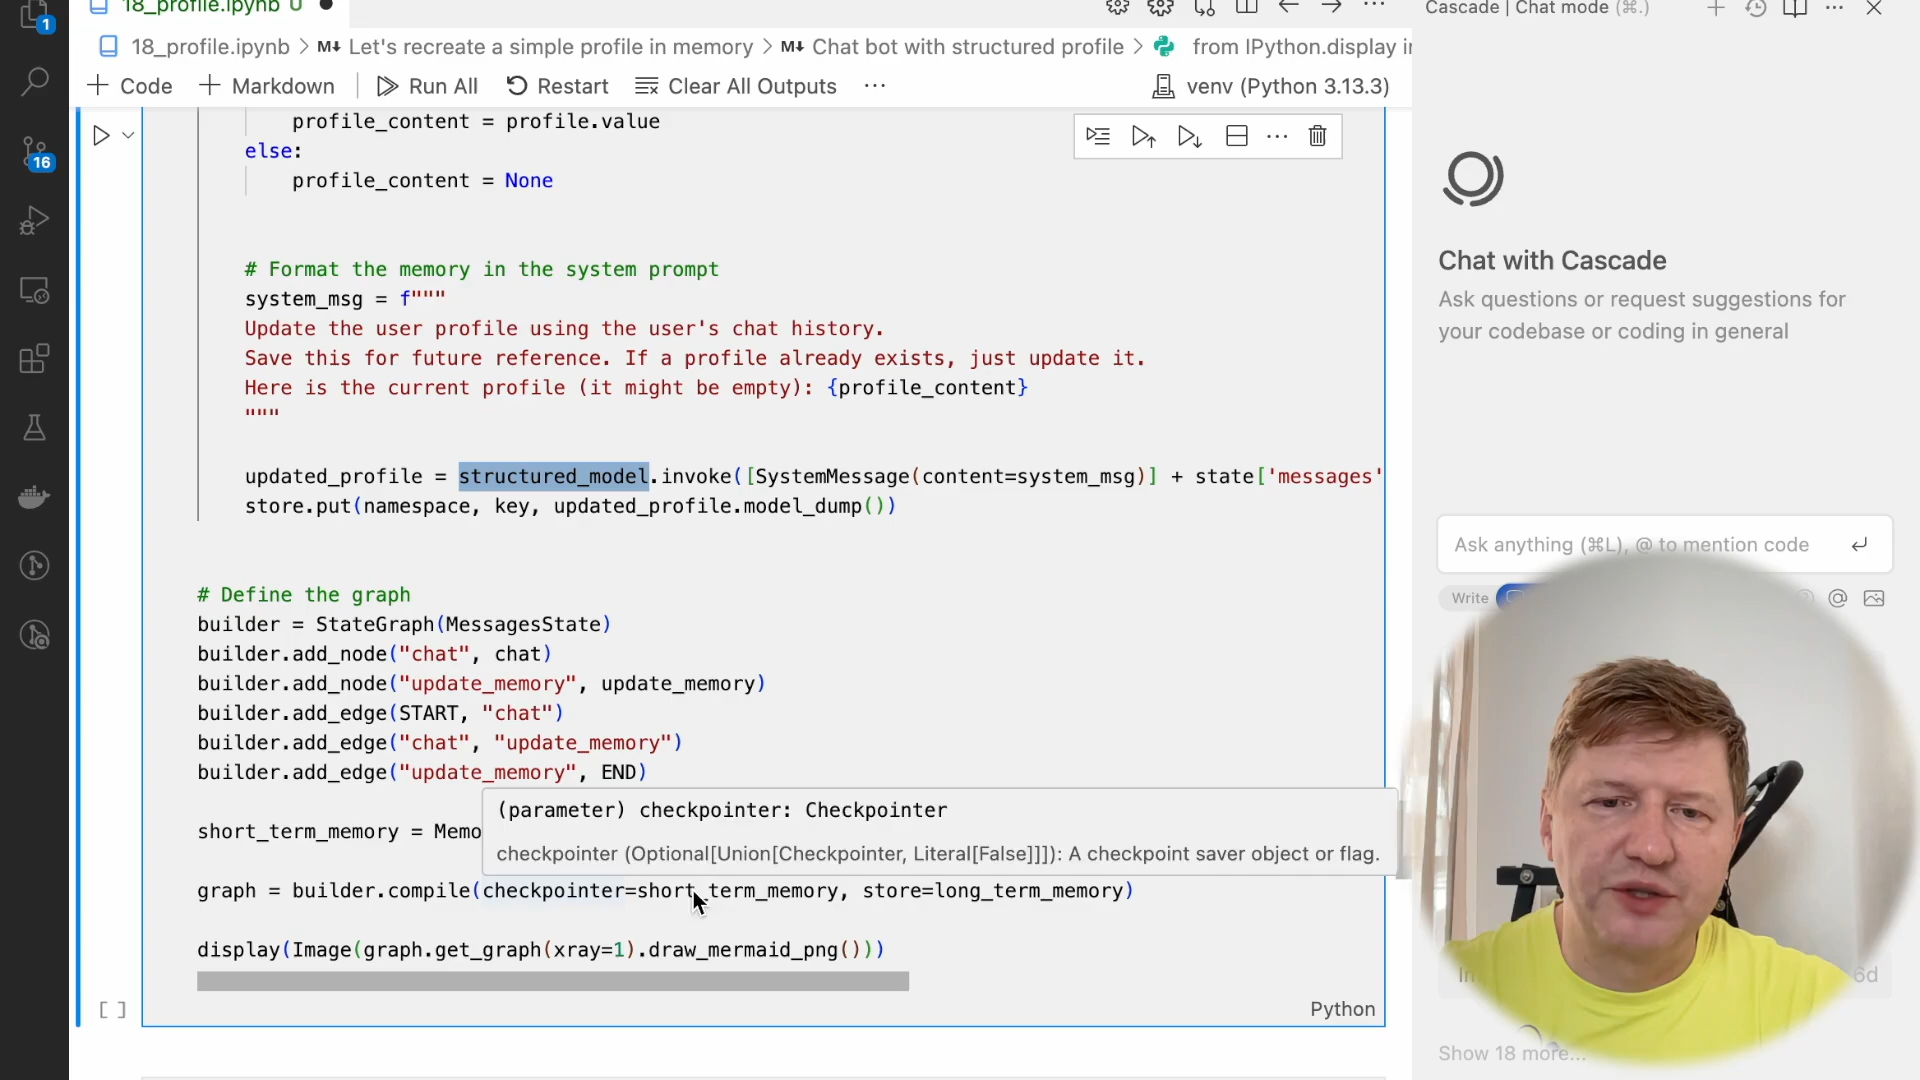 18_profile.ipynb U
Cascade | Chat mode (⌘.)
1
18_profile.ipynb > M↓ Let's recreate a simple profile in memory > M↓ Chat bot with structured profile > from IPython.display
+ Code + Markdown Run All Restart Clear All Outputs ... venv (Python 3.13.3)
16
profile_content = profile.value
else:
profile_content = None
# Format the memory in the system prompt
system_msg = f"""
Update the user profile using the user's chat history.
Save this for future reference. If a profile already exists, just update it.
Here is the current profile (it might be empty): {profile_content}
"""
updated_profile = structured_model.invoke([SystemMessage(content=system_msg)] + state['messages'
store.put(namespace, key, updated_profile.model_dump())
# Define the graph
builder = StateGraph(MessagesState)
builder.add_node("chat", chat)
builder.add_node("update_memory", update_memory)
builder.add_edge(START, "chat")
builder.add_edge("chat", "update_memory")
builder.add_edge("update_memory", END)
(parameter) checkpointer: Checkpointer
short_term_memory = Memo
checkpointer (Optional[Union[Checkpointer, Literal[False]]]): A checkpoint saver object or flag.
graph = builder.compile(checkpointer=short_term_memory, store=long_term_memory)
display(Image(graph.get_graph(xray=1).draw_mermaid_png()))
[ ]
Python
Chat with Cascade
Ask questions or request suggestions for
your codebase or coding in general
Ask anything (⌘L), @ to mention code
Write
6d
Show 18 more...